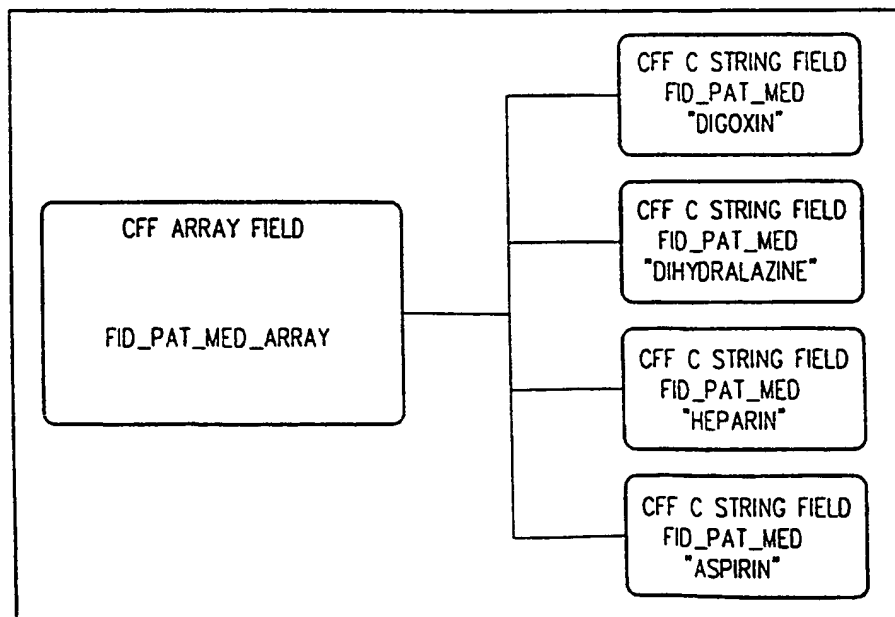 CFF ARRAY FIELD
FID_PAT_MED_ARRAY
CFF C STRING FIELD
FID_PAT_MED
"DIGOXIN"
CFF C STRING FIELD
FID_PAT_MED
"DIHYDRALAZINE"
CFF C STRING FIELD
FID_PAT_MED
"HEPARIN"
CFF C STRING FIELD
FID_PAT_MED
"ASPIRIN"